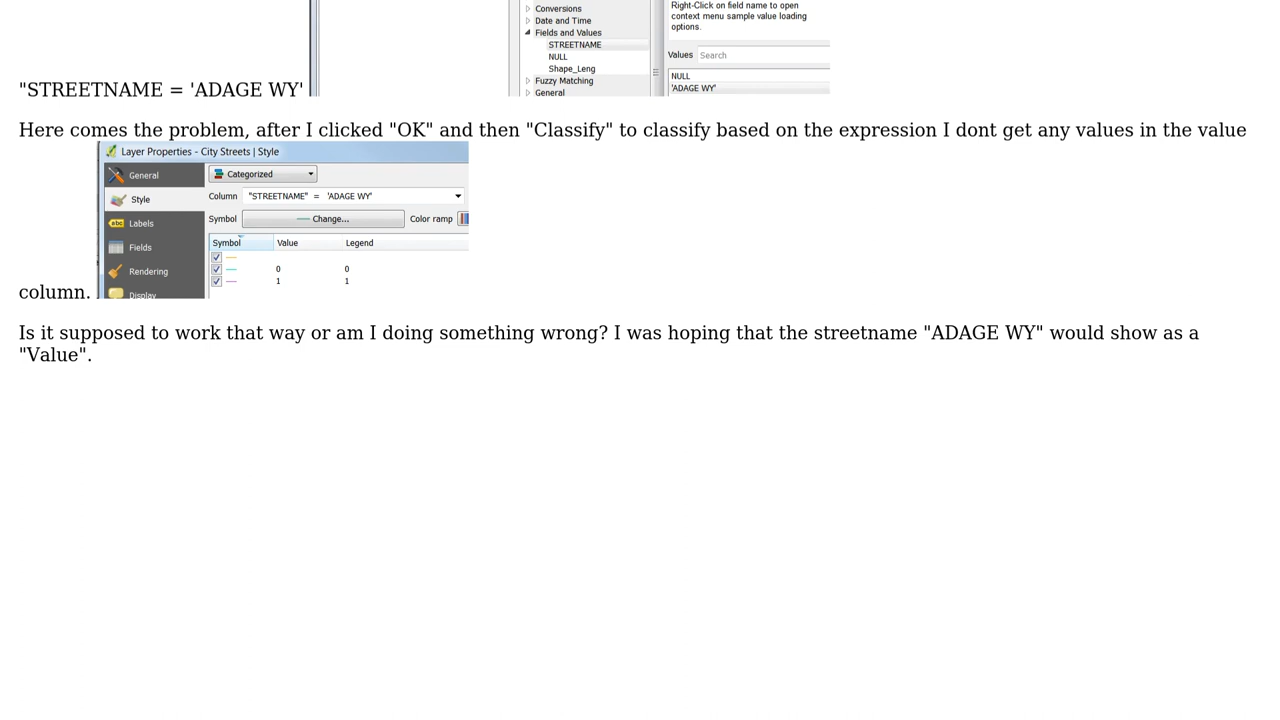 Conversions
Date and Time
Fields and Values
STREETNAME
NULL
Shape_Leng
Fuzzy Matching
General
Right-Click on field name to open
context menu sample value loading
options.
Values Search
NULL
'ADAGE WY'
"STREETNAME = 'ADAGE WY'
Here comes the problem, after I clicked "OK" and then "Classify" to classify based on the expression I dont get any values in the value
Layer Properties - City Streets | Style
General
Style
Labels
Fields
Rendering
Display
Categorized
Column "STREETNAME" = 'ADAGE WY'
Symbol Change... Color ramp
Symbol Value Legend
0 0
1 1
column.
Is it supposed to work that way or am I doing something wrong? I was hoping that the streetname "ADAGE WY" would show as a
"Value".